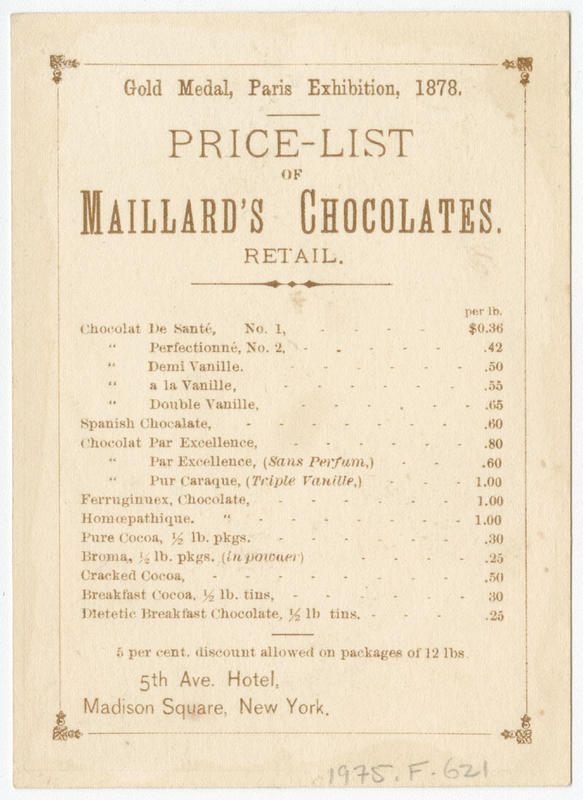 Gold Medal, Paris Exhibition, 1878.
PRICE-LIST
OF
MAILLARD'S CHOCOLATES.
RETAIL.
per lb.
Chocolat De Santé, No. 1, - - - - $0.36
" Perfectionné, No. 2, - - - - - .42
" Demi Vanille. - - - - - - .50
" a la Vanille, - - - - - - .55
" Double Vanille, - - - - - .65
Spanish Chocalate, - - - - - - - .60
Chocolat Par Excellence, - - - - - .80
" Par Excellence, (Sans Perfum,) - - .60
" Pur Caraque, (Triple Vanille,) - - - 1.00
Ferruginuex, Chocolate, - - - - - 1.00
Homœpathique. " - - - - - - 1.00
Pure Cocoa, ½ lb. pkgs. - - - - - .30
Broma, ½ lb. pkgs. (in powder) - - - - .25
Cracked Cocoa, - - - - - - - .50
Breakfast Cocoa, ½ lb. tins, - - - - - 30
Dietetic Breakfast Chocolate, ½ lb tins. - - - .25
5 per cent. discount allowed on packages of 12 lbs.
5th Ave. Hotel,
Madison Square, New York.
1975.F.621